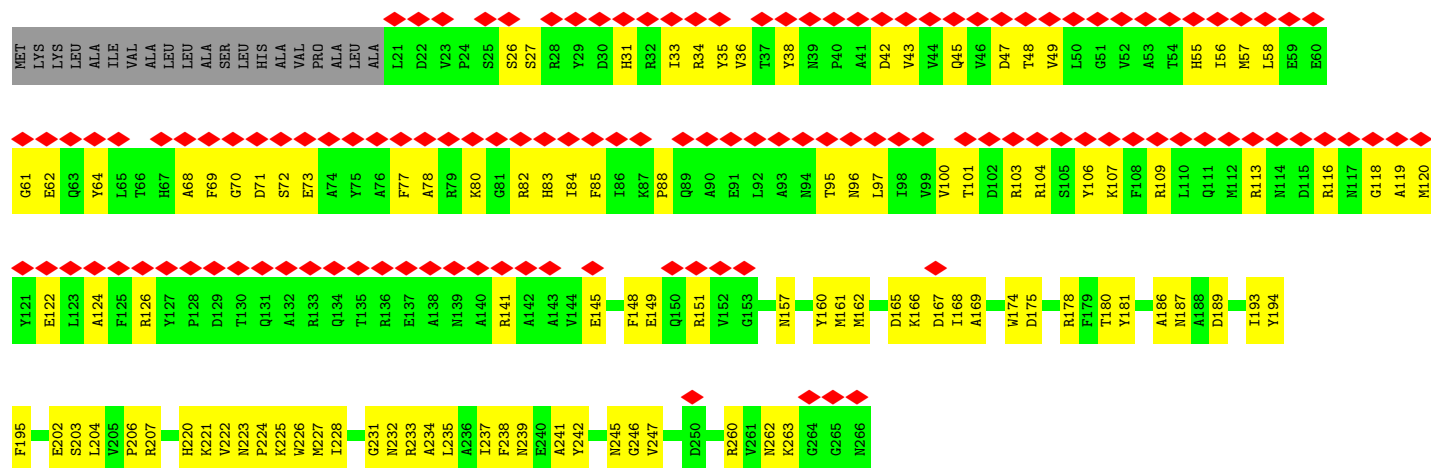 MET LYS LYS LEU ALA ILE VAL ALA LEU LEU ALA SER LEU HIS ALA VAL PRO ALA LEU ALA L21 D22 V23 P24 S25 S26 S27 R28 Y29 D30 H31 R32 I33 R34 Y35 V36 T37 Y38 N39 P40 A41 D42 V43 V44 Q45 V46 D47 T48 V49 L50 G51 V52 A53 T54 H55 I56 M57 L58 E59 E60
G61 E62 Q63 Y64 L65 T66 H67 A68 F69 G70 D71 S72 E73 A74 Y75 A76 F77 A78 R79 K80 G81 R82 H83 I84 F85 I86 K87 P88 Q89 A90 E91 L92 A93 N94 T95 N96 L97 I98 V99 V100 T101 D102 R103 R104 S105 Y106 K107 F108 R109 L110 Q111 M112 R113 N114 D115 R116 N117 G118 A119 M120
Y121 E122 L123 A124 F125 R126 Y127 P128 D129 T130 Q131 A132 R133 Q134 T135 R136 E137 A138 N139 A140 R141 A142 A143 V144 E145 F148 E149 Q150 R151 V152 G153 N157 Y160 M161 M162 D165 K166 D167 I168 A169 W174 D175 R178 F179 T180 Y181 A186 N187 A188 D189 I193 Y194
F195 E202 S203 L204 V205 P206 R207 H220 K221 V222 N223 P224 K225 W226 M227 I228 G231 N232 R233 A234 L235 A236 I237 F238 N239 E240 A241 Y242 N245 G246 V247 D250 R260 V261 N262 K263 G264 G265 N266